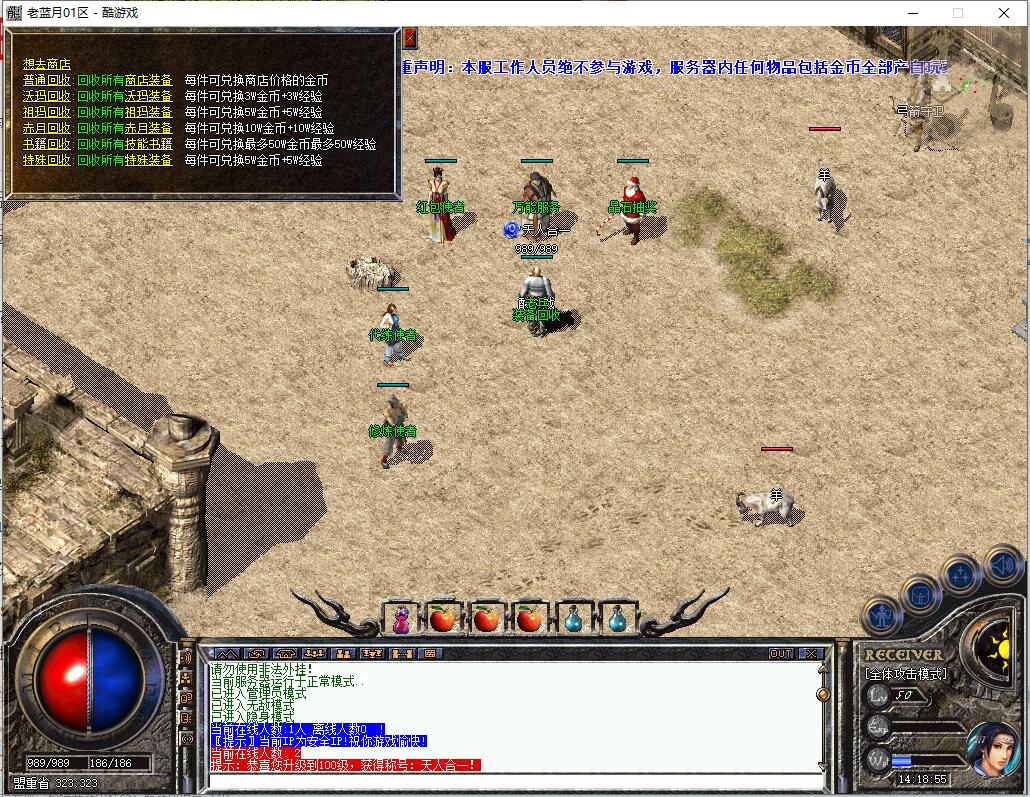 老蓝月01区 - 酷游戏
想去商店
普通回收:回收所有商店装备 每件可兑换商店价格的金币
沃玛回收:回收所有沃玛装备 每件可兑换3W金币+3W经验
祖玛回收:回收所有祖玛装备 每件可兑换5W金币+5W经验
赤月回收:回收所有赤月装备 每件可兑换10W金币+10W经验
书籍回收:回收所有技能书籍 每件可兑换最多50W金币最多50W经验
特殊回收:回收所有特殊装备 每件可兑换5W金币+5W经验
重声明：本服工作人员绝不参与游戏，服务器内任何物品包括金币全部产自玩
弓箭守卫
羊
红包使者
万能服务
晶石抽奖
天人合一
989/989
装备回收
代练使者
修炼使者
羊
OUT
请勿使用非法外挂!
当前服务器运行于正常模式..
已进入管理员模式
已进入无敌模式
已进入隐身模式
当前在线人数:1人 离线人数0 !
【提示】当前IP为安全IP!祝你游戏愉快!
当前在线人数: 2
提示：恭喜您升级到100级，获得称号：天人合一！
RECEIVER
[全体攻击模式]
Lv 50
Exp
W
14:18:55
989/989 186/186
盟重省 323:323